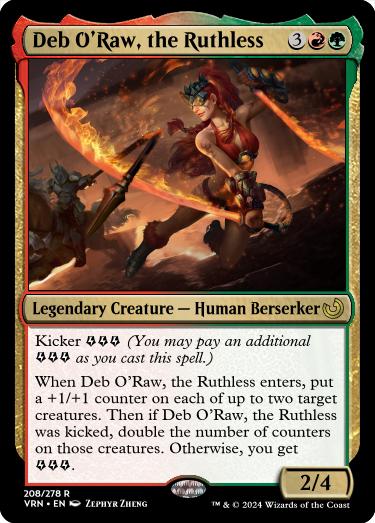 Deb O'Raw, the Ruthless 3
Legendary Creature — Human Berserker
Kicker (You may pay an additional
as you cast this spell.)
When Deb O'Raw, the Ruthless enters, put
a +1/+1 counter on each of up to two target
creatures. Then if Deb O'Raw, the Ruthless
was kicked, double the number of counters
on those creatures. Otherwise, you get
.
2/4
208/278 R
VRN • EN Zephyr Zheng
™ & © 2024 Wizards of the Coast